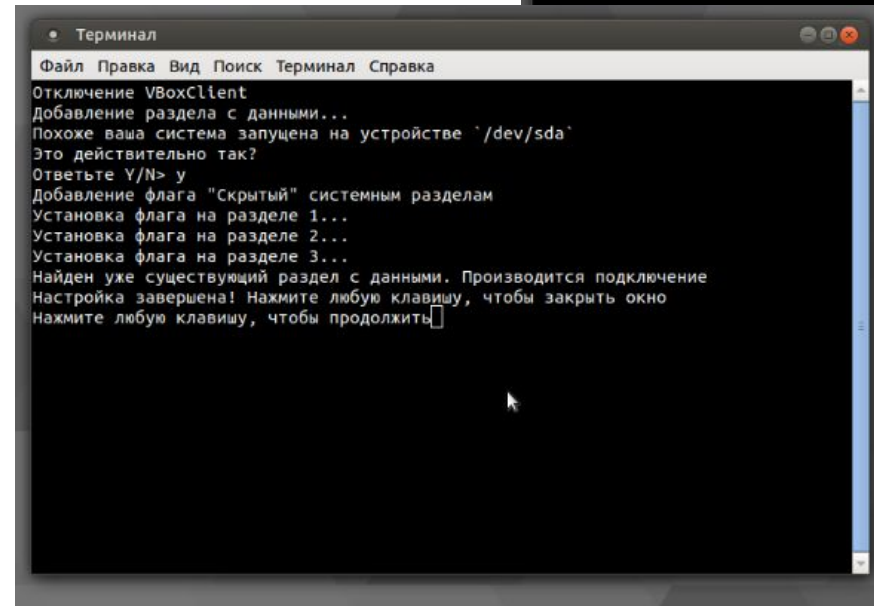 Терминал
Файл Правка Вид Поиск Терминал Справка
Отключение VBoxClient
Добавление раздела с данными...
Похоже ваша система запущена на устройстве `/dev/sda`
Это действительно так?
Ответьте Y/N> y
Добавление флага "Скрытый" системным разделам
Установка флага на разделе 1...
Установка флага на разделе 2...
Установка флага на разделе 3...
Найден уже существующий раздел с данными. Производится подключение
Настройка завершена! Нажмите любую клавишу, чтобы закрыть окно
Нажмите любую клавишу, чтобы продолжить